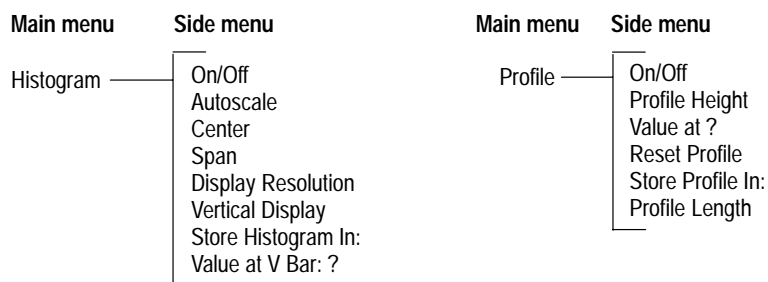 Main menu Side menu
Histogram
On/Off
Autoscale
Center
Span
Display Resolution
Vertical Display
Store Histogram In:
Value at V Bar: ?
Main menu Side menu
Profile
On/Off
Profile Height
Value at ?
Reset Profile
Store Profile In:
Profile Length